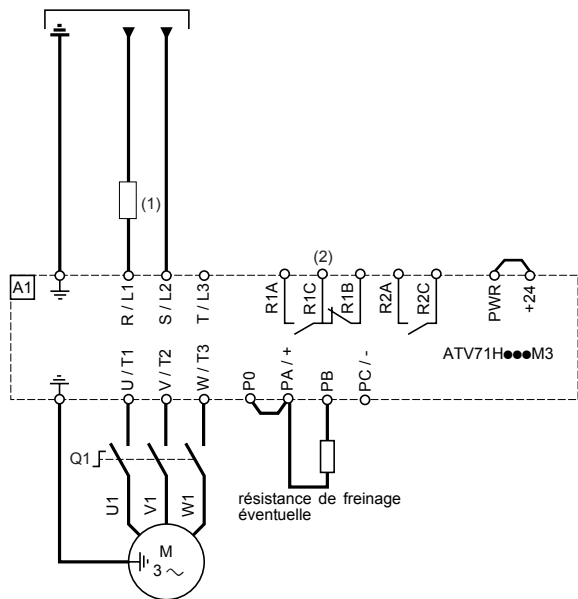 (1)
(2)
A1
R / L1
S / L2
T / L3
R1A
R1C
R1B
R2A
R2C
PWR
+24
ATV71H●●●M3
U / T1
V / T2
W / T3
P0
PA / +
PB
PC / -
Q1
U1
V1
W1
résistance de freinage
éventuelle
M
3 ~